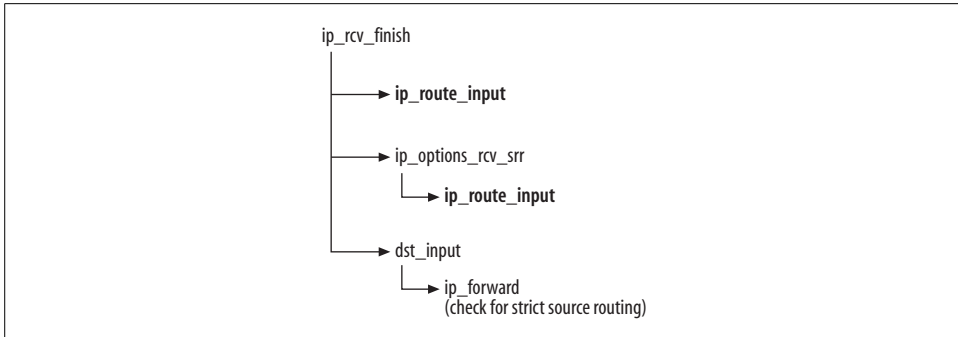 ip_rcv_finish
ip_route_input
ip_options_rcv_srr
ip_route_input
dst_input
ip_forward
(check for strict source routing)